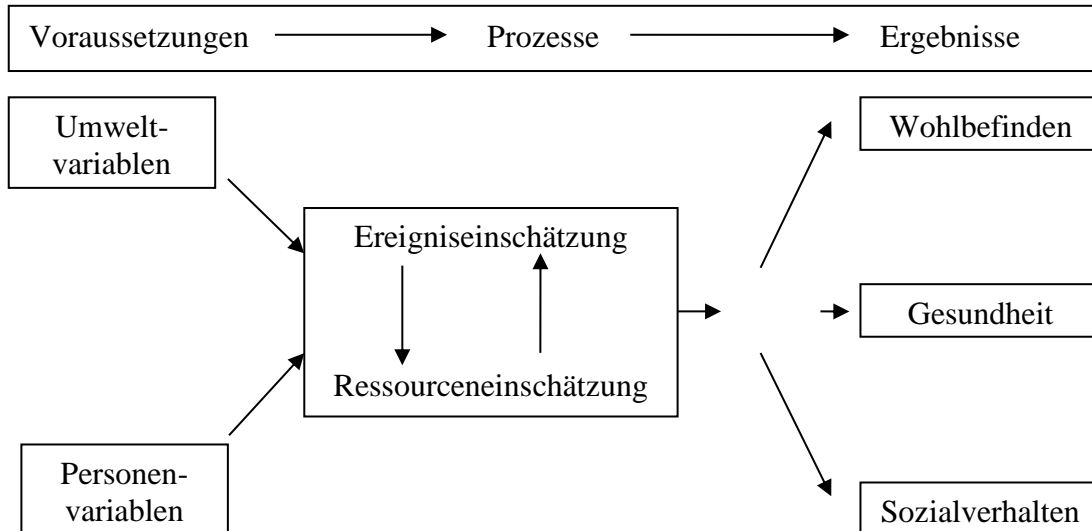 Voraussetzungen Prozesse Ergebnisse
Umwelt-
variablen
Wohlbefinden
Ereigniseinschätzung
Gesundheit
Ressourceneinschätzung
Personen-
variablen
Sozialverhalten